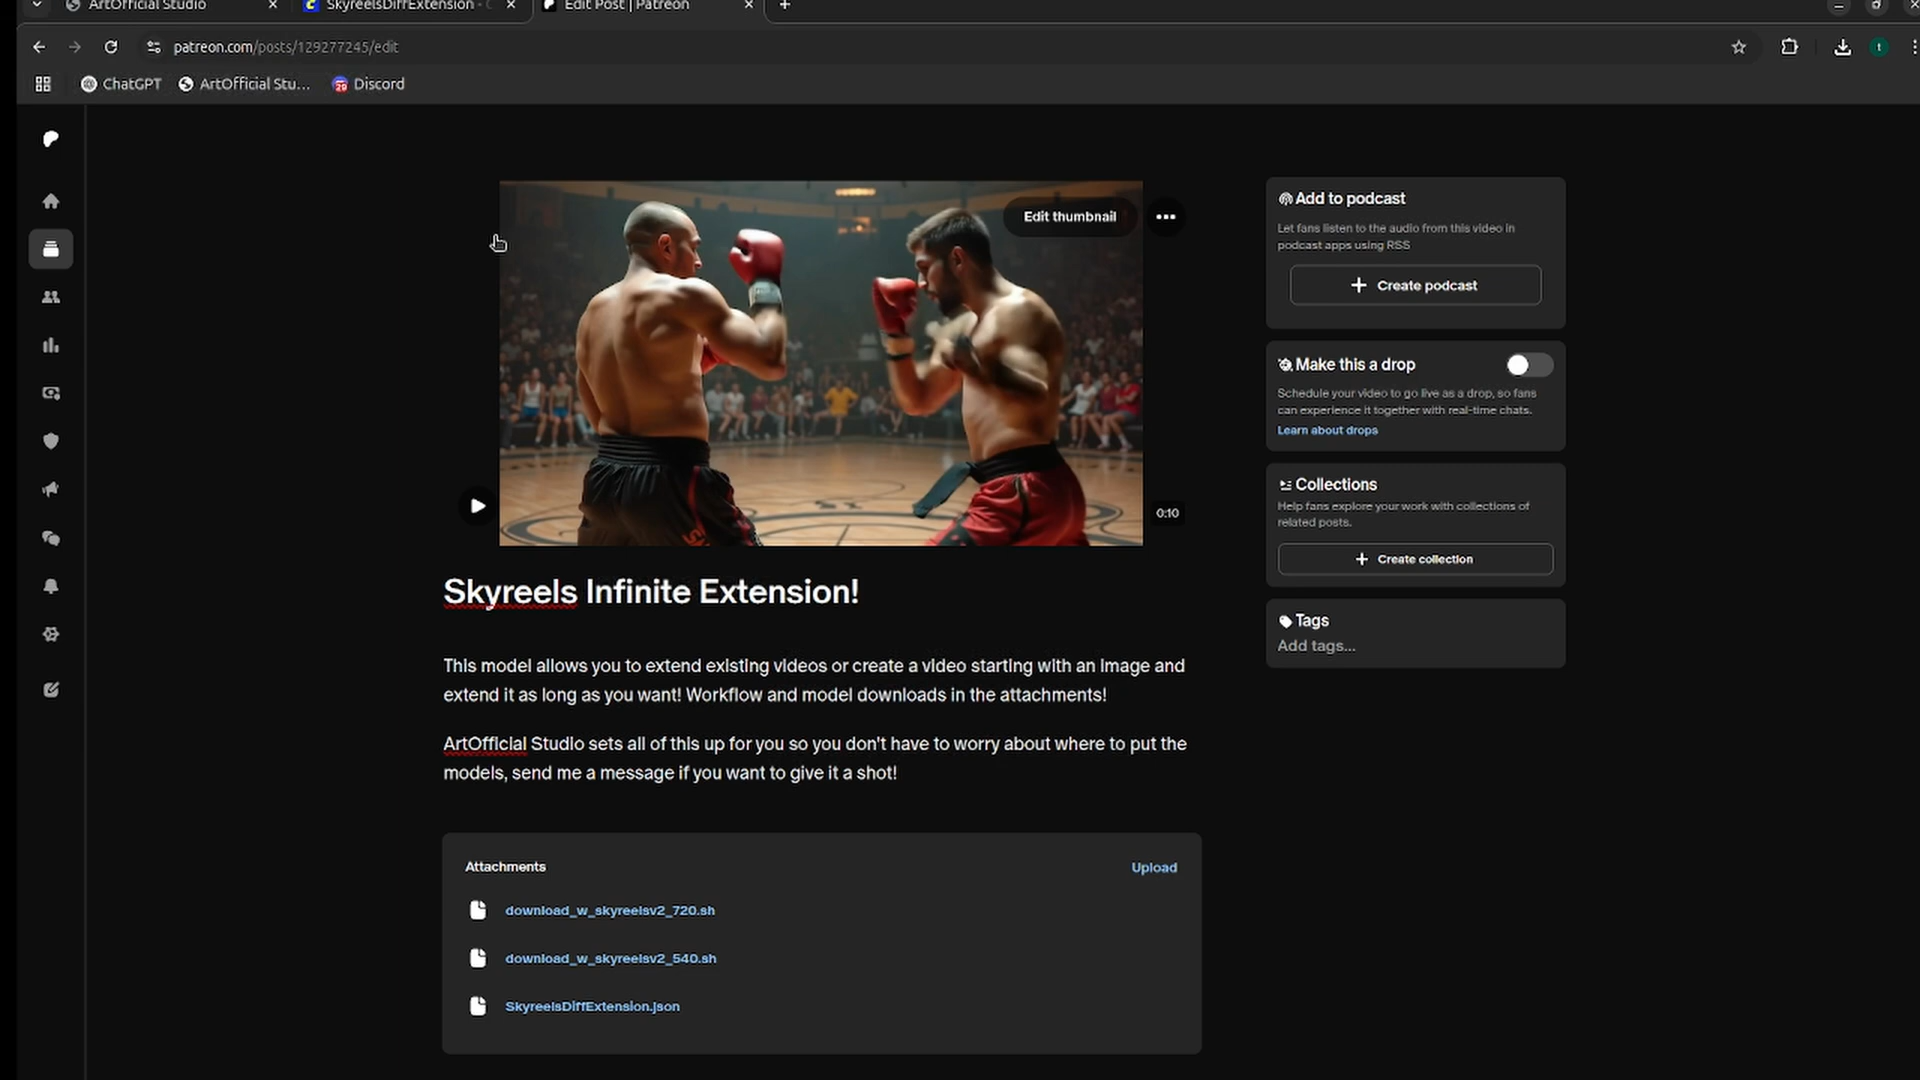 ArtOfficial Studio
SkyreelsDiffExtension -
Edit Post | Patreon
patreon.com/posts/129277245/edit
t
ChatGPT
ArtOfficial Stu...
29
Discord
Edit thumbnail
0:10
Skyreels Infinite Extension!
This model allows you to extend existing videos or create a video starting with an image and
extend it as long as you want! Workflow and model downloads in the attachments!
ArtOfficial Studio sets all of this up for you so you don't have to worry about where to put the
models, send me a message if you want to give it a shot!
Attachments
Upload
download_w_skyreelsv2_720.sh
download_w_skyreelsv2_540.sh
SkyreelsDiffExtension.json
Add to podcast
Let fans listen to the audio from this video in
podcast apps using RSS
Create podcast
Make this a drop
Schedule your video to go live as a drop, so fans
can experience it together with real-time chats.
Learn about drops
Collections
Help fans explore your work with collections of
related posts.
Create collection
Tags
Add tags...